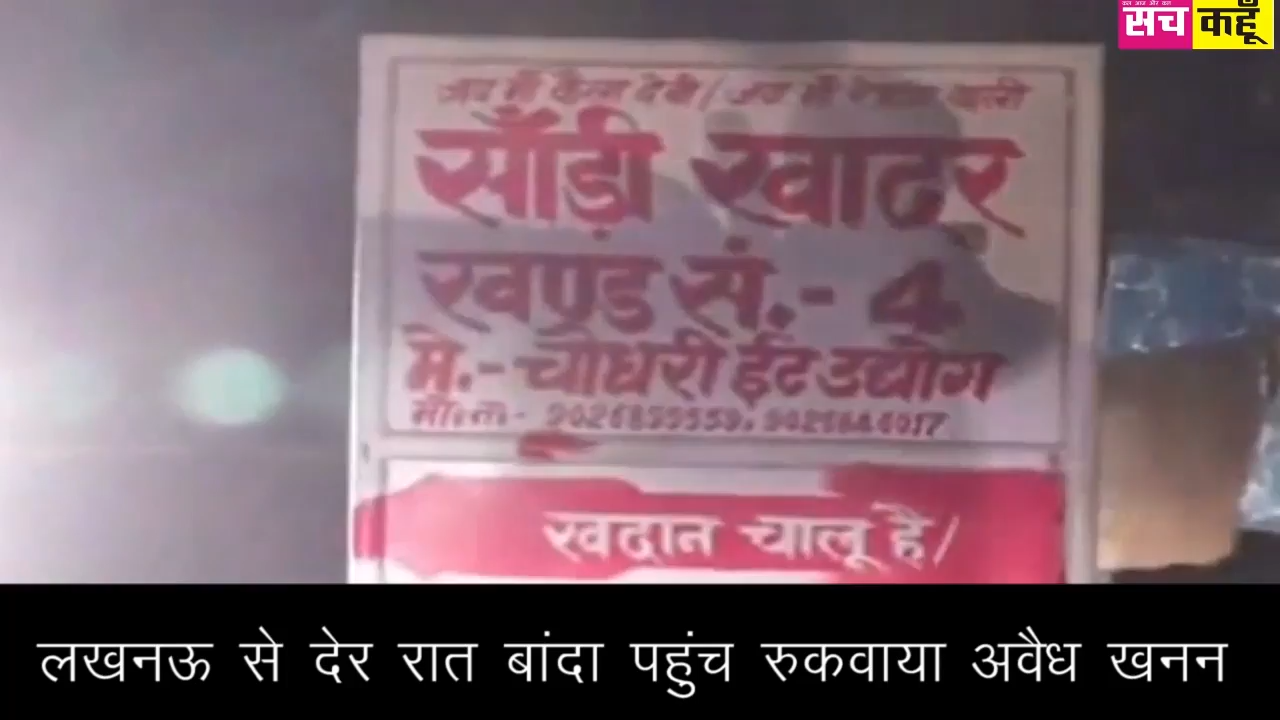 सच कहूँ
जय माँ देवी / जय माँ काली
साँड़ी खादर
खण्ड सं.- 4
मे.- चौधरी ईंट उद्योग
मो.नं.-
खदान चालू है/
लखनऊ से देर रात बांदा पहुंच रुकवाया अवैध खनन